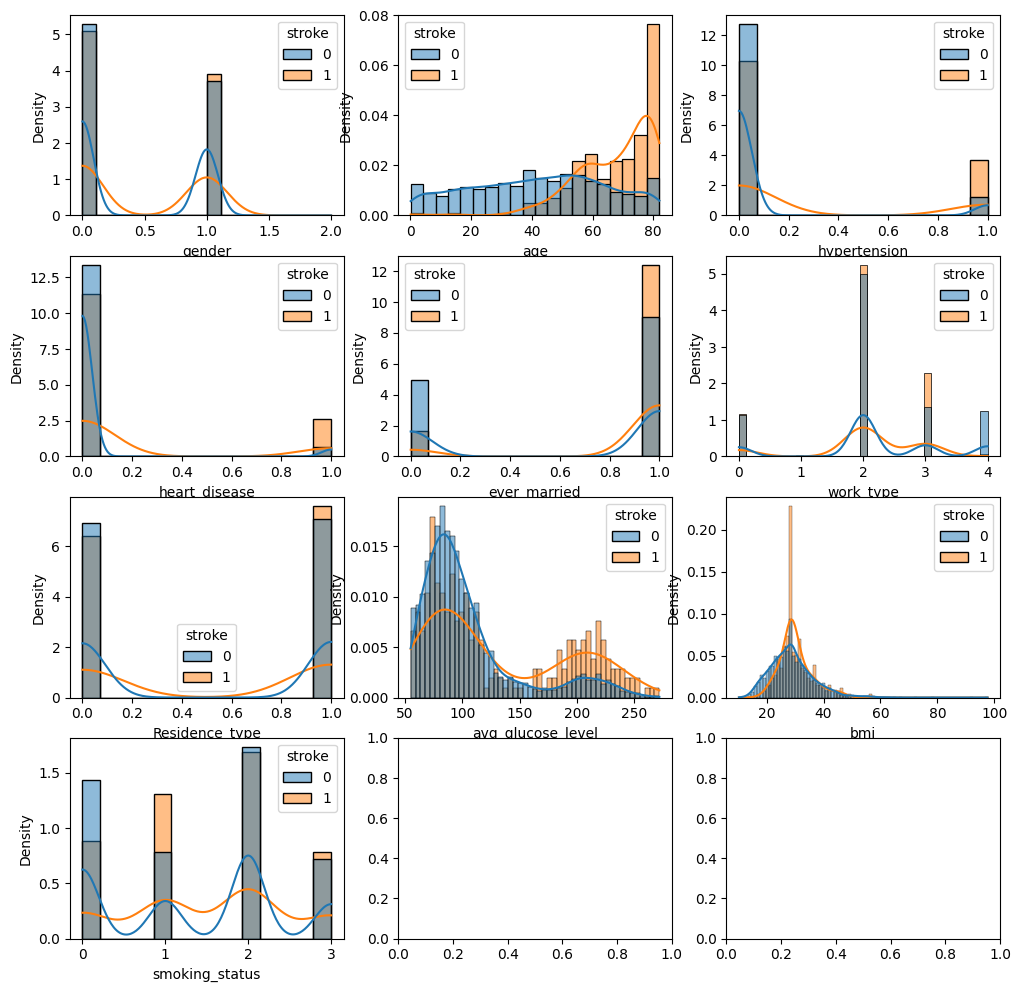 stroke
0
1
Density
0 1 2 3 4 5
0.0 0.5 1.0 1.5 2.0
gender
stroke
0
1
Density
0.00 0.02 0.04 0.06 0.08
0 20 40 60 80
age
stroke
0
1
Density
0 2 4 6 8 10 12
0.0 0.2 0.4 0.6 0.8 1.0
hypertension
stroke
0
1
Density
0.0 2.5 5.0 7.5 10.0 12.5
0.0 0.2 0.4 0.6 0.8 1.0
heart_disease
stroke
0
1
Density
0 2 4 6 8 10 12
0.0 0.2 0.4 0.6 0.8 1.0
ever_married
stroke
0
1
Density
0 1 2 3 4 5
0 1 2 3 4
work_type
stroke
0
1
Density
0 2 4 6
0.0 0.2 0.4 0.6 0.8 1.0
Residence_type
stroke
0
1
Density
0.000 0.005 0.010 0.015
50 100 150 200 250
avg_glucose_level
stroke
0
1
Density
0.00 0.05 0.10 0.15 0.20
20 40 60 80 100
bmi
stroke
0
1
Density
0.0 0.5 1.0 1.5
0 1 2 3
smoking_status
0.0 0.2 0.4 0.6 0.8 1.0
0.0 0.2 0.4 0.6 0.8 1.0
0.0 0.2 0.4 0.6 0.8 1.0
0.0 0.2 0.4 0.6 0.8 1.0